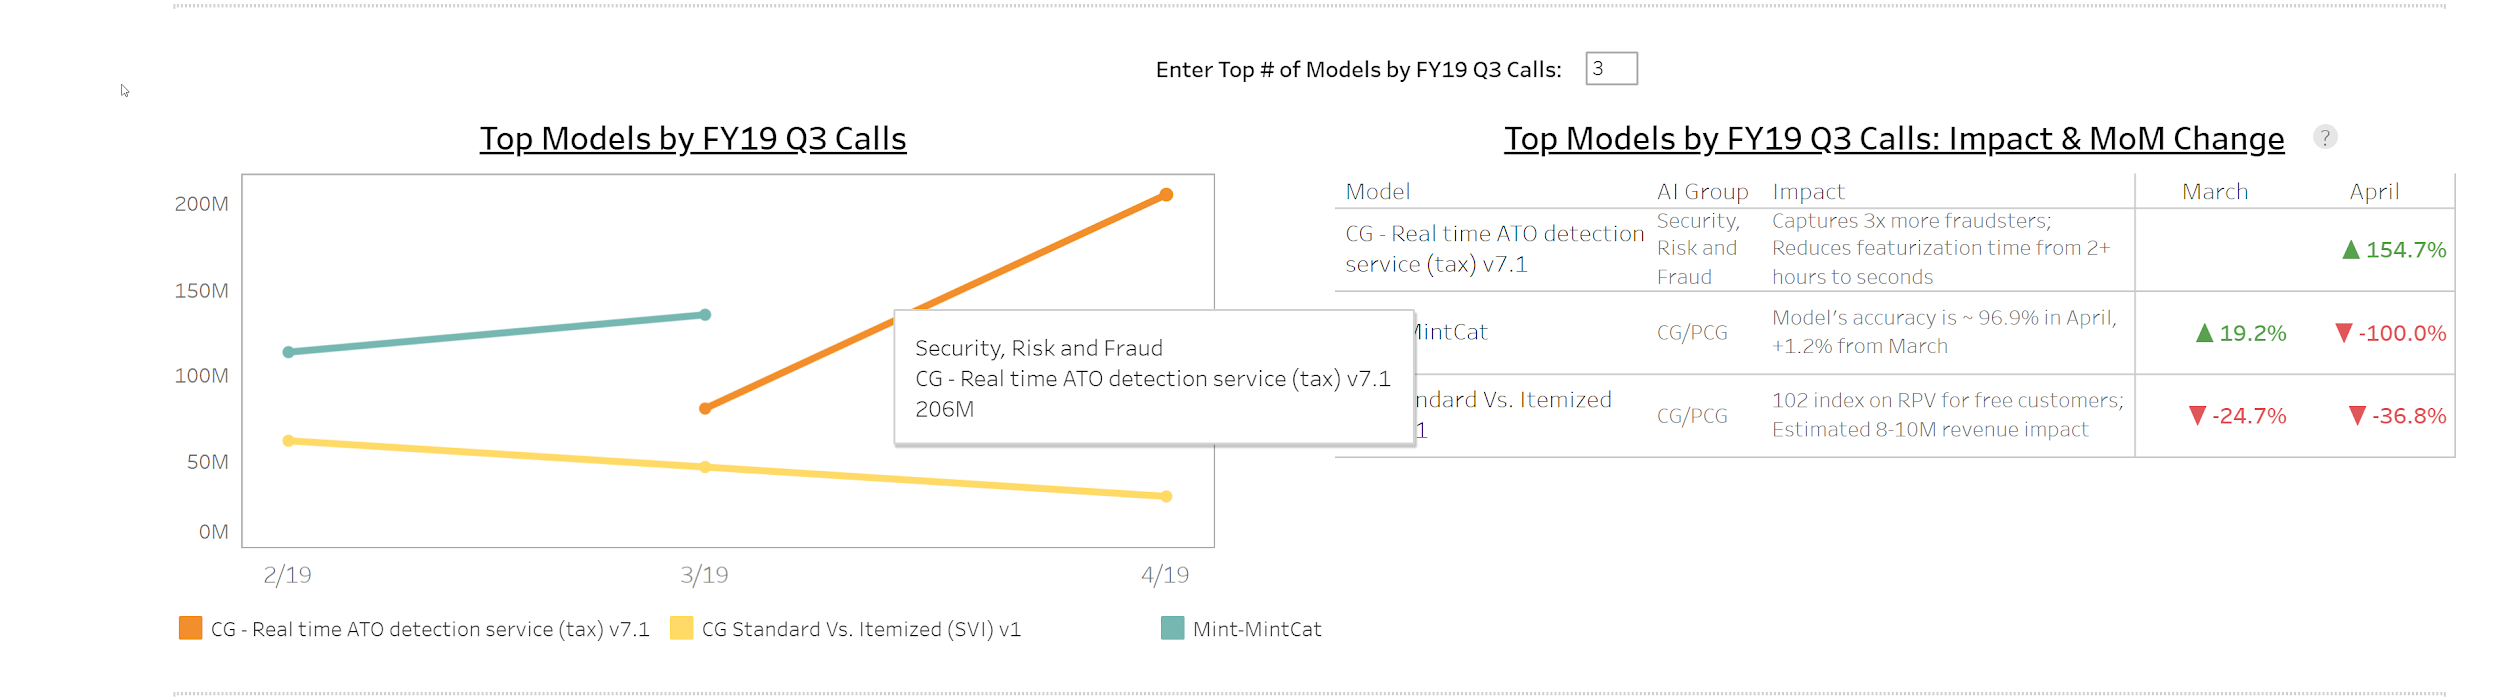 Enter Top # of Models by FY19 Q3 Calls: 3
Top Models by FY19 Q3 Calls
200M
150M
100M
50M
0M
2/19 3/19 4/19
Security, Risk and Fraud
CG - Real time ATO detection service (tax) v7.1
206M
CG - Real time ATO detection service (tax) v7.1
CG Standard Vs. Itemized (SVI) v1
Mint-MintCat
Top Models by FY19 Q3 Calls: Impact & MoM Change
?
Model AI Group Impact March April
CG - Real time ATO detection
service (tax) v7.1
Security,
Risk and
Fraud
Captures 3x more fraudsters;
Reduces featurization time from 2+
hours to seconds
▲ 154.7%
MintCat
CG/PCG
Model's accuracy is ~ 96.9% in April,
+1.2% from March
▲ 19.2% ▼ -100.0%
ndard Vs. Itemized
1
CG/PCG
102 index on RPV for free customers;
Estimated 8-10M revenue impact
▼ -24.7% ▼ -36.8%